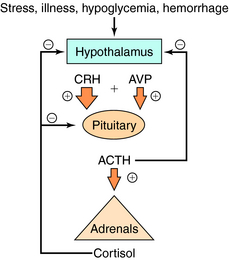 Stress, illness, hypoglycemia, hemorrhage
⊖ ⊖
Hypothalamus
CRH + AVP
⊕ ⊕
⊖
Pituitary
ACTH
⊕
Adrenals
Cortisol